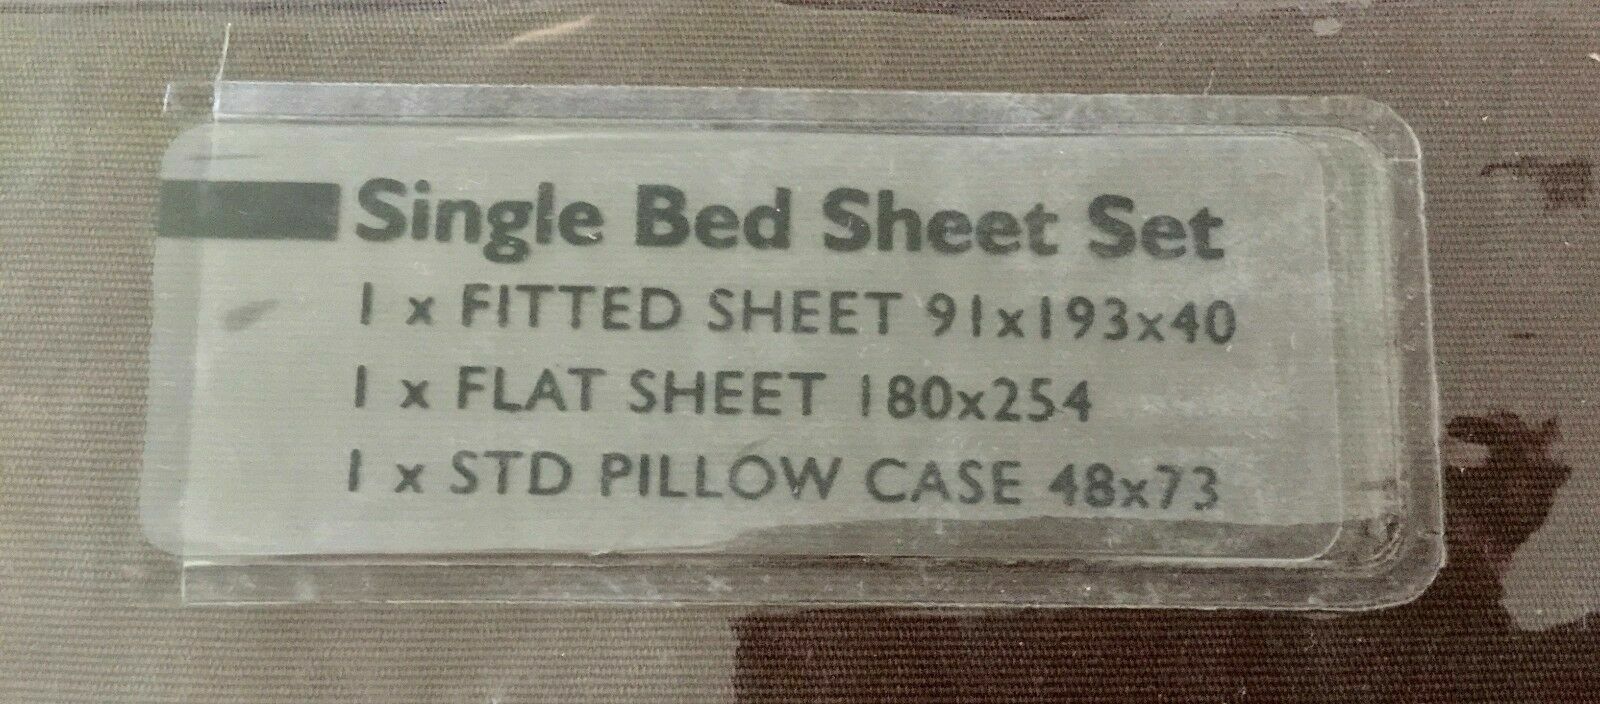 Single Bed Sheet Set
1 x FITTED SHEET 91x193x40
1 x FLAT SHEET 180x254
1 x STD PILLOW CASE 48x73